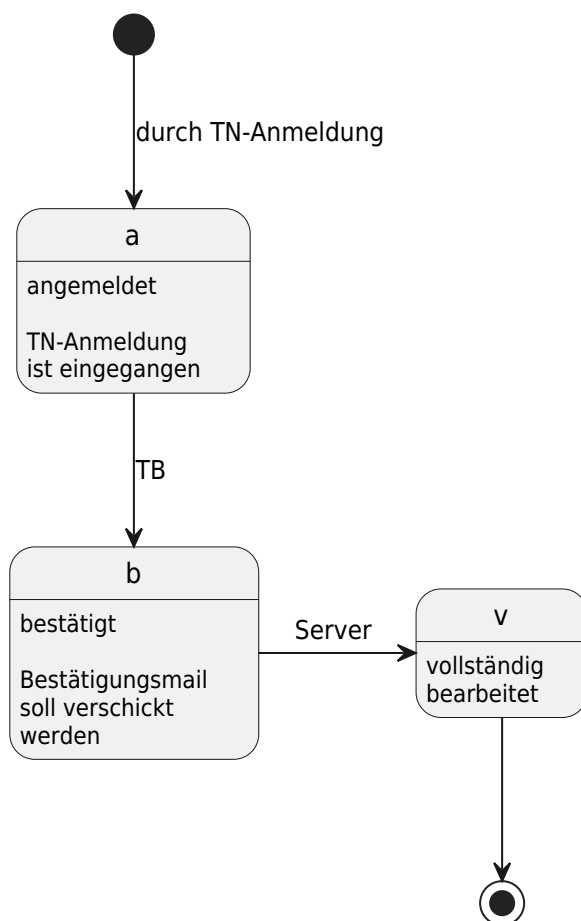 durch TN-Anmeldung
a
angemeldet
TN-Anmeldung
ist eingegangen
TB
b
bestätigt
Bestätigungsmail
soll verschickt
werden
Server
v
vollständig
bearbeitet